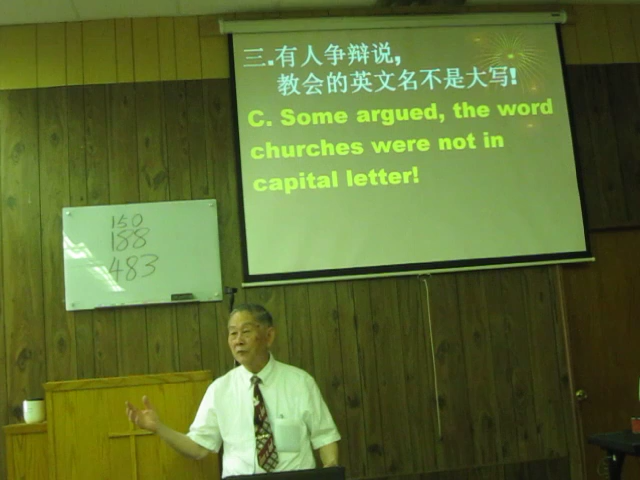 三.有人争辩说,
教会的英文名不是大写!
C. Some argued, the word
churches were not in
capital letter!
150
188
483